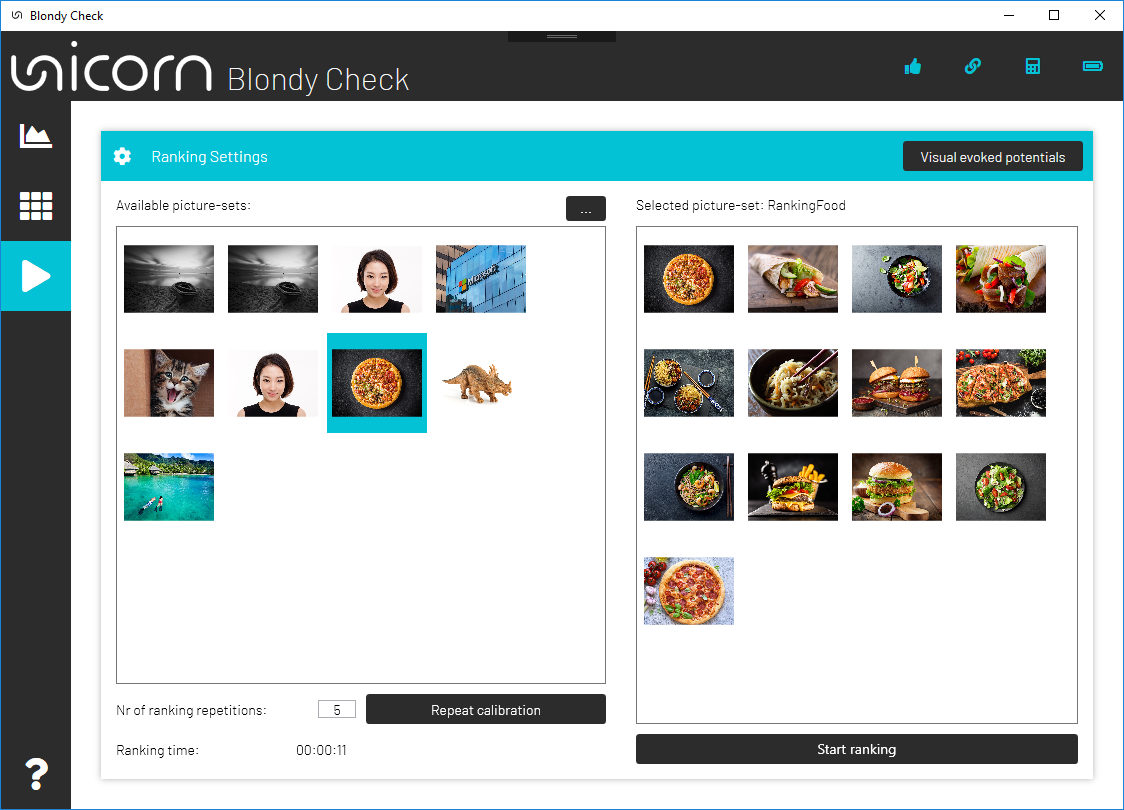 Blondy Check
unicorn Blondy Check
Ranking Settings
Visual evoked potentials
Available picture-sets:
...
Selected picture-set: RankingFood
Microsoft
Nr of ranking repetitions:
5
Repeat calibration
Ranking time:
00:00:11
Start ranking
?